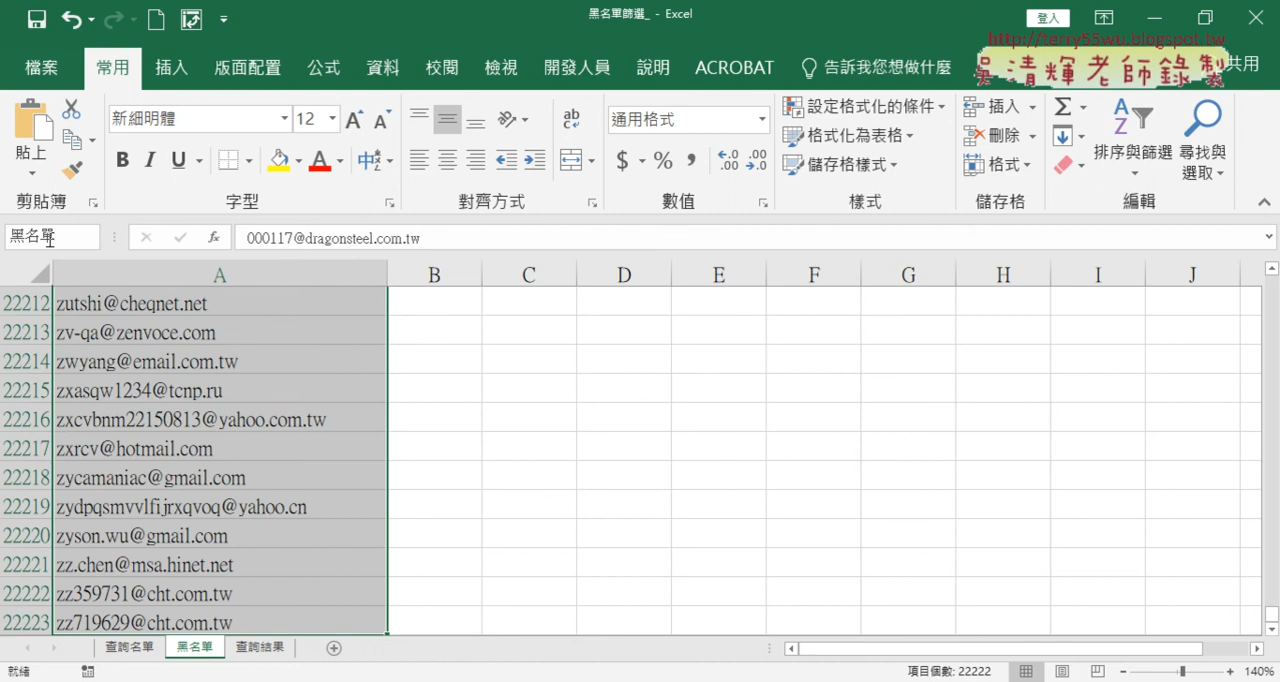 黑名單篩選_ - Excel
登入
http://terry55wu.blogspot.tw
檔案 常用 插入 版面配置 公式 資料 校閱 檢視 開發人員 說明 ACROBAT 告訴我您想做什麼 共用
吳清輝老師錄製
新細明體 12
通用格式
設定格式化的條件
格式化為表格
儲存格樣式
插入
刪除
格式
貼上
排序與篩選
尋找與
選取
剪貼簿 字型 對齊方式 數值 樣式 儲存格 編輯
黑名單 fx 000117@dragonsteel.com.tw
A B C D E F G H I J
22212 zutshi@cheqnet.net
22213 zv-qa@zenvoce.com
22214 zwyang@email.com.tw
22215 zxasqw1234@tcnp.ru
22216 zxcvbnm22150813@yahoo.com.tw
22217 zxrcv@hotmail.com
22218 zycamaniac@gmail.com
22219 zydpqsmvvlfijrxqvoq@yahoo.cn
22220 zyson.wu@gmail.com
22221 zz.chen@msa.hinet.net
22222 zz359731@cht.com.tw
22223 zz719629@cht.com.tw
查詢名單 黑名單 查詢結果
就緒 項目個數: 22222 140%